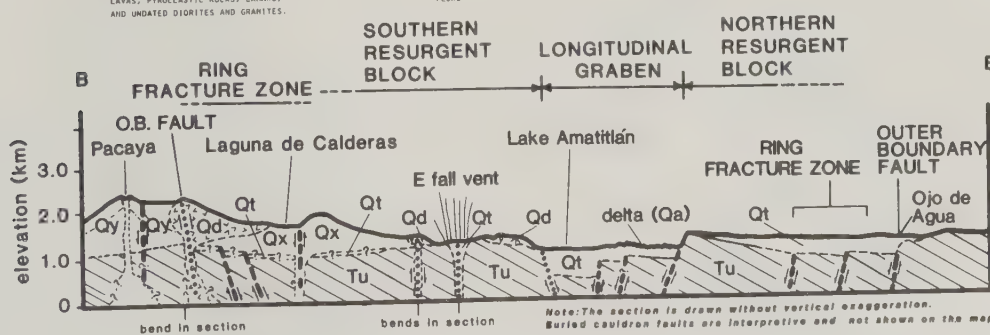 AND UNDATED DIORITES AND GRANITES.
SOUTHERN
RESURGENT
BLOCK
LONGITUDINAL
GRABEN
NORTHERN
RESURGENT
BLOCK
B
RING
FRACTURE ZONE
O.B. FAULT
Pacaya
Laguna de Calderas
Lake Amatitlán
E fall vent
RING
FRACTURE ZONE
OUTER
BOUNDARY
FAULT
Ojo de
Agua
delta (Qa)
elevation (km)
3.0
2.0
1.0
0
Qy
Qy
Qd
Qt
Qx
Qx
Qt
Tu
Qd
Qt
Qd
Tu
Qt
Tu
Qt
bend in section
bends in section
Note: The section is drawn without vertical exaggeration.
Buried cauldron faults are interpretive and not shown on the map